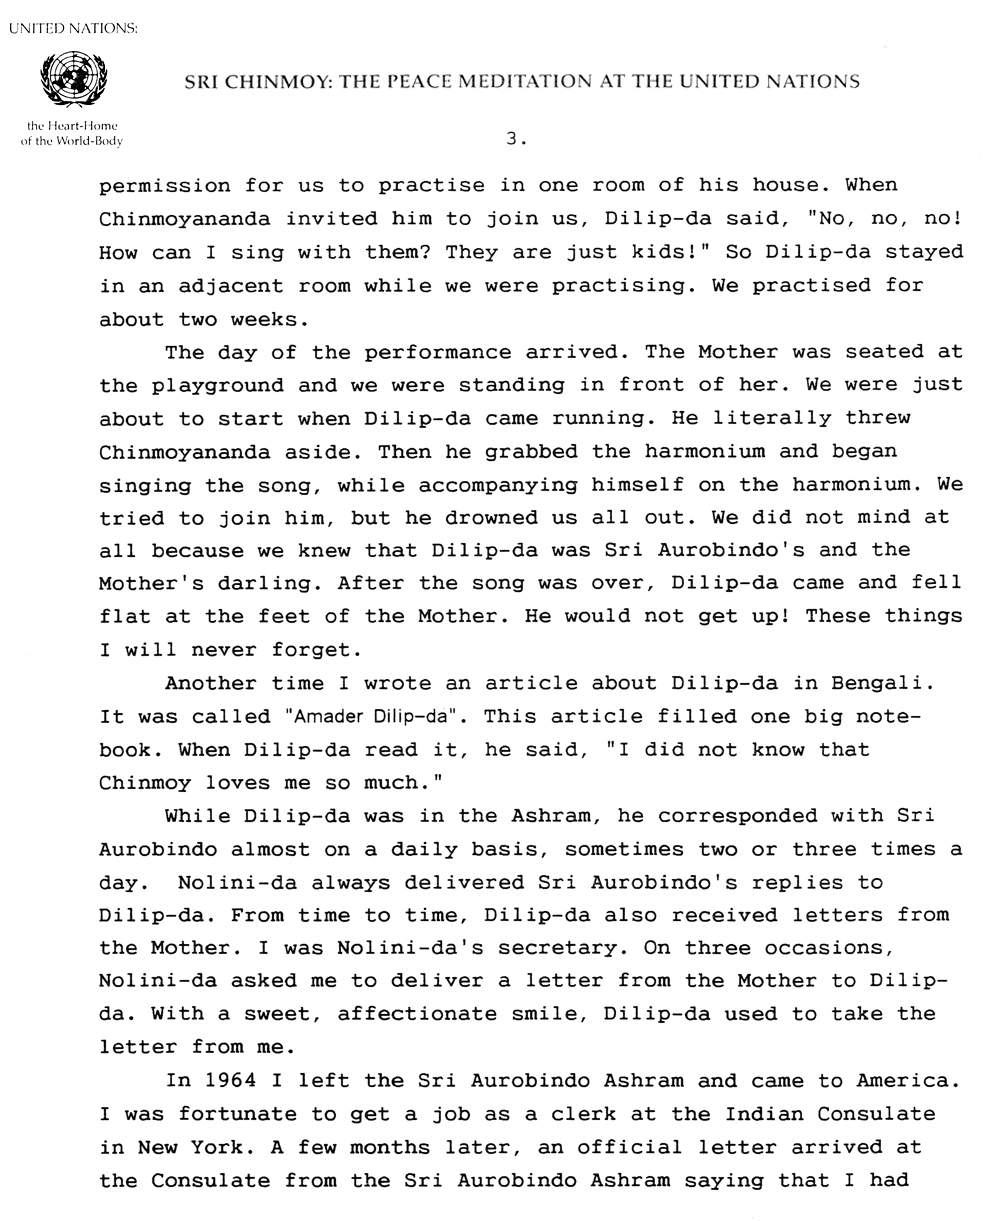 UNITED NATIONS:
SRI CHINMOY: THE PEACE MEDITATION AT THE UNITED NATIONS
the Heart-Home
of the World-Body
3.
permission for us to practise in one room of his house. When
Chinmoyananda invited him to join us, Dilip-da said, "No, no, no!
How can I sing with them? They are just kids!" So Dilip-da stayed
in an adjacent room while we were practising. We practised for
about two weeks.
The day of the performance arrived. The Mother was seated at
the playground and we were standing in front of her. We were just
about to start when Dilip-da came running. He literally threw
Chinmoyananda aside. Then he grabbed the harmonium and began
singing the song, while accompanying himself on the harmonium. We
tried to join him, but he drowned us all out. We did not mind at
all because we knew that Dilip-da was Sri Aurobindo's and the
Mother's darling. After the song was over, Dilip-da came and fell
flat at the feet of the Mother. He would not get up! These things
I will never forget.
Another time I wrote an article about Dilip-da in Bengali.
It was called "Amader Dilip-da". This article filled one big note-
book. When Dilip-da read it, he said, "I did not know that
Chinmoy loves me so much."
While Dilip-da was in the Ashram, he corresponded with Sri
Aurobindo almost on a daily basis, sometimes two or three times a
day. Nolini-da always delivered Sri Aurobindo's replies to
Dilip-da. From time to time, Dilip-da also received letters from
the Mother. I was Nolini-da's secretary. On three occasions,
Nolini-da asked me to deliver a letter from the Mother to Dilip-
da. With a sweet, affectionate smile, Dilip-da used to take the
letter from me.
In 1964 I left the Sri Aurobindo Ashram and came to America.
I was fortunate to get a job as a clerk at the Indian Consulate
in New York. A few months later, an official letter arrived at
the Consulate from the Sri Aurobindo Ashram saying that I had